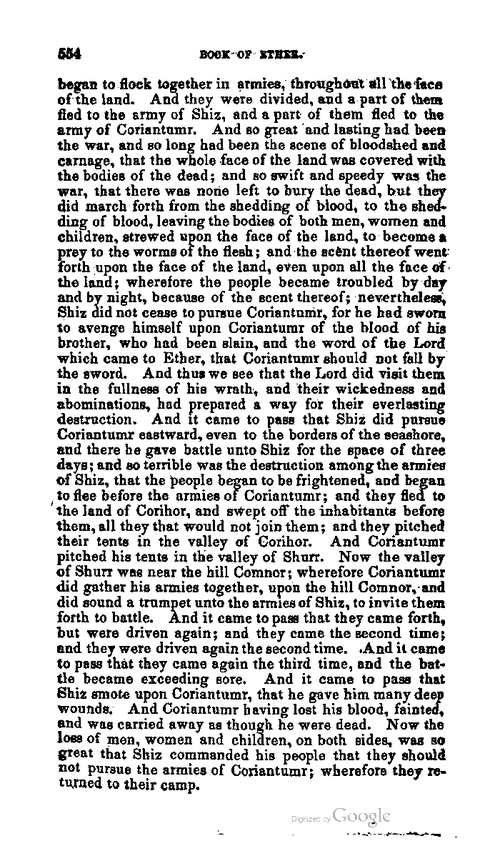 554 BOOK OF ETHER.
began to flock together in armies, throughout all the face
of the land. And they were divided, and a part of them
fled to the army of Shiz, and a part of them fled to the
army of Coriantumr. And so great and lasting had been
the war, and so long had been the scene of bloodshed and
carnage, that the whole face of the land was covered with
the bodies of the dead; and so swift and speedy was the
war, that there was none left to bury the dead, but they
did march forth from the shedding of blood, to the shed-
ding of blood, leaving the bodies of both men, women and
children, strewed upon the face of the land, to become a
prey to the worms of the flesh; and the scent thereof went
forth upon the face of the land, even upon all the face of
the land; wherefore the people became troubled by day
and by night, because of the scent thereof; nevertheless,
Shiz did not cease to pursue Coriantumr, for he had sworn
to avenge himself upon Coriantumr of the blood of his
brother, who had been slain, and the word of the Lord
which came to Ether, that Coriantumr should not fall by
the sword. And thus we see that the Lord did visit them
in the fullness of his wrath, and their wickedness and
abominations, had prepared a way for their everlasting
destruction. And it came to pass that Shiz did pursue
Coriantumr eastward, even to the borders of the seashore,
and there he gave battle unto Shiz for the space of three
days; and so terrible was the destruction among the armies
of Shiz, that the people began to be frightened, and began
to flee before the armies of Coriantumr; and they fled to
the land of Corihor, and swept off the inhabitants before
them, all they that would not join them; and they pitched
their tents in the valley of Corihor. And Coriantumr
pitched his tents in the valley of Shurr. Now the valley
of Shurr was near the hill Comnor; wherefore Coriantumr
did gather his armies together, upon the hill Comnor, and
did sound a trumpet unto the armies of Shiz, to invite them
forth to battle. And it came to pass that they came forth,
but were driven again; and they came the second time;
and they were driven again the second time. And it came
to pass that they came again the third time, and the bat-
tle became exceeding sore. And it came to pass that
Shiz smote upon Coriantumr, that he gave him many deep
wounds. And Coriantumr having lost his blood, fainted,
and was carried away as though he were dead. Now the
loss of men, women and children, on both sides, was so
great that Shiz commanded his people that they should
not pursue the armies of Coriantumr; wherefore they re-
turned to their camp.
Digitized by Google